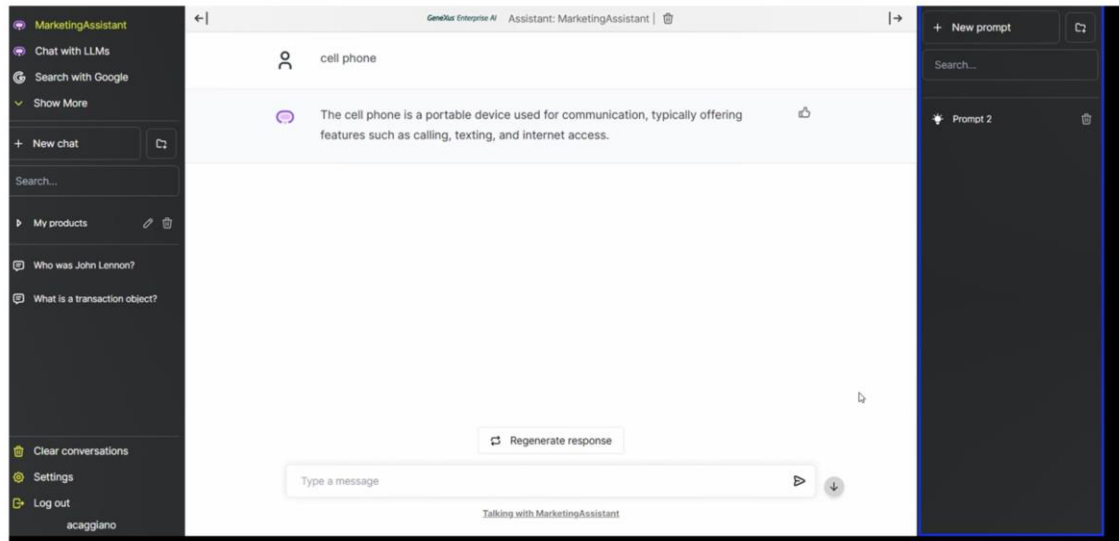 MarketingAssistant
Chat with LLMs
Search with Google
Show More
New chat
Search...
My products
Who was John Lennon?
What is a transaction object?
Clear conversations
Settings
Log out
acaggiano
GeneXus Enterprise AI Assistant: MarketingAssistant
cell phone
The cell phone is a portable device used for communication, typically offering
features such as calling, texting, and internet access.
Regenerate response
Type a message
Talking with MarketingAssistant
New prompt
Search...
Prompt 2